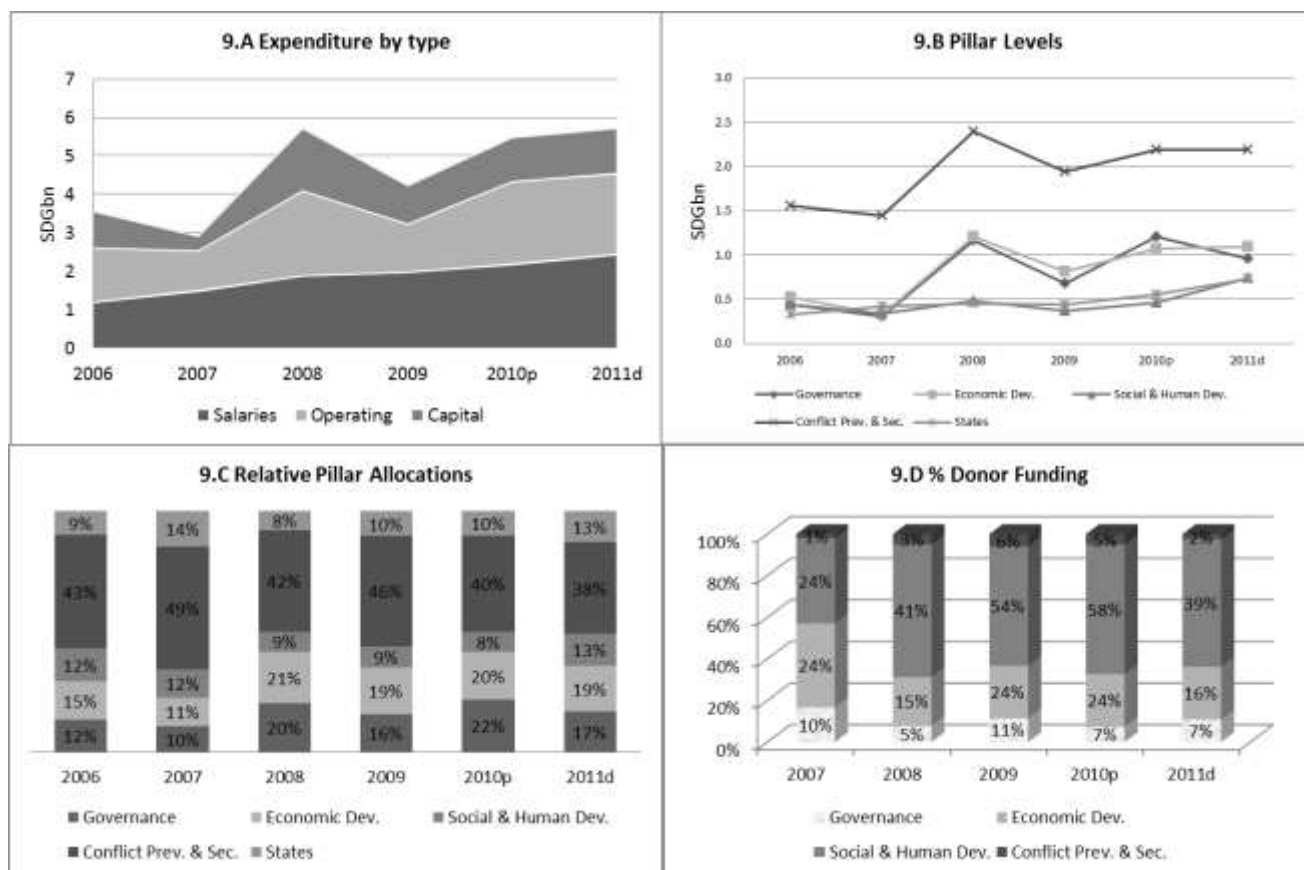 9.A Expenditure by type
7
6
5
4
3
2
1
0
SDGbn
2006 2007 2008 2009 2010p 2011d
Salaries Operating Capital
9.B Pillar Levels
3.0
2.5
2.0
1.5
1.0
0.5
0.0
SDGbn
2006 2007 2008 2009 2010p 2011d
Governance Economic Dev. Social & Human Dev.
Conflict Prev. & Sec. States
9.C Relative Pillar Allocations
9% 14% 8% 10% 10% 13%
43% 49% 42% 46% 40% 38%
12% 12% 9% 9% 8% 13%
15% 11% 21% 19% 20% 19%
12% 10% 20% 16% 22% 17%
2006 2007 2008 2009 2010p 2011d
Governance Economic Dev. Social & Human Dev.
Conflict Prev. & Sec. States
9.D % Donor Funding
100%
80%
60%
40%
20%
0%
1% 3% 6% 5% 2%
24% 41% 54% 58% 39%
24% 15% 24% 24% 16%
10% 5% 11% 7% 7%
2007 2008 2009 2010p 2011d
Governance Economic Dev.
Social & Human Dev. Conflict Prev. & Sec.